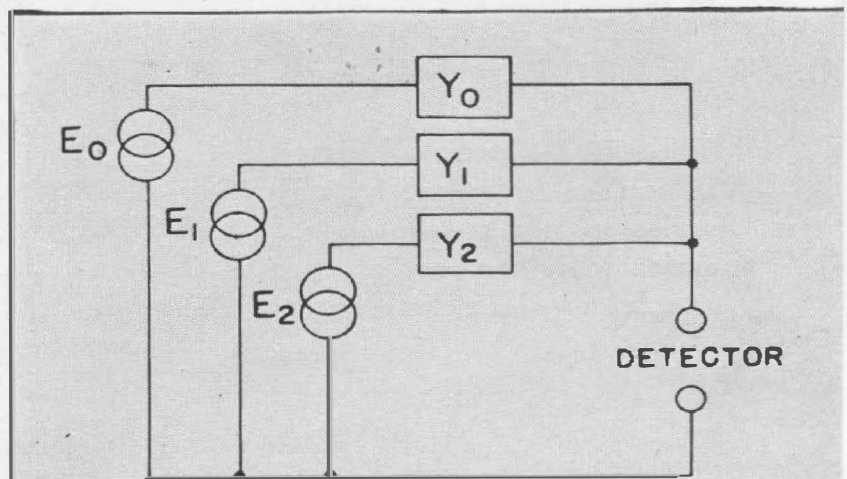 Y₀
E₀
Y₁
E₁
Y₂
E₂
DETECTOR